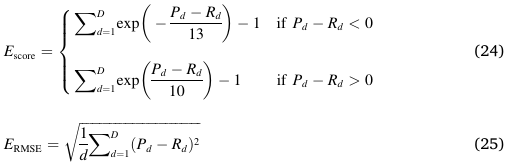 E_score = { ∑_{d=1}^{D} exp(−(P_d − R_d)/13) − 1 if P_d − R_d < 0
∑_{d=1}^{D} exp((P_d − R_d)/10) − 1 if P_d − R_d > 0 (24)
E_RMSE = √(1/d ∑_{d=1}^{D} (P_d − R_d)²) (25)